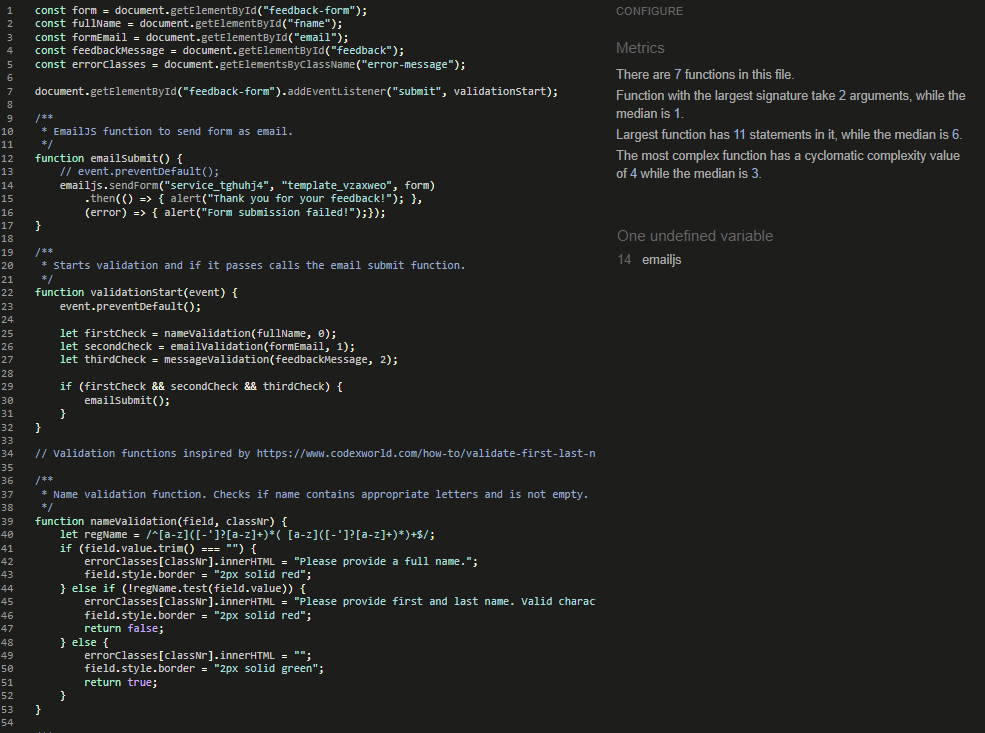 1 const form = document.getElementById("feedback-form");
2 const fullName = document.getElementById("fname");
3 const formEmail = document.getElementById("email");
4 const feedbackMessage = document.getElementById("feedback");
5 const errorClasses = document.getElementsByClassName("error-message");
6
7 document.getElementById("feedback-form").addEventListener("submit", validationStart);
8
9 /**
10  * EmailJS function to send form as email.
11  */
12 function emailSubmit() {
13     // event.preventDefault();
14     emailjs.sendForm("service_tghuhj4", "template_vzaxweo", form)
15         .then(() => { alert("Thank you for your feedback!"); },
16         (error) => { alert("Form submission failed!");});
17 }
18
19 /**
20  * Starts validation and if it passes calls the email submit function.
21  */
22 function validationStart(event) {
23     event.preventDefault();
24
25     let firstCheck = nameValidation(fullName, 0);
26     let secondCheck = emailValidation(formEmail, 1);
27     let thirdCheck = messageValidation(feedbackMessage, 2);
28
29     if (firstCheck && secondCheck && thirdCheck) {
30         emailSubmit();
31     }
32 }
33
34 // Validation functions inspired by https://www.codexworld.com/how-to/validate-first-last-n
35
36 /**
37  * Name validation function. Checks if name contains appropriate letters and is not empty.
38  */
39 function nameValidation(field, classNr) {
40     let regName = /^[a-z]([-']?[a-z]+)*( [a-z]([-']?[a-z]+)*)+$/;
41     if (field.value.trim() === "") {
42         errorClasses[classNr].innerHTML = "Please provide a full name.";
43         field.style.border = "2px solid red";
44     } else if (!regName.test(field.value)) {
45         errorClasses[classNr].innerHTML = "Please provide first and last name. Valid charac
46         field.style.border = "2px solid red";
47         return false;
48     } else {
49         errorClasses[classNr].innerHTML = "";
50         field.style.border = "2px solid green";
51         return true;
52     }
53 }
54
CONFIGURE
Metrics
There are 7 functions in this file.
Function with the largest signature take 2 arguments, while the
median is 1.
Largest function has 11 statements in it, while the median is 6.
The most complex function has a cyclomatic complexity value
of 4 while the median is 3.
One undefined variable
14 emailjs